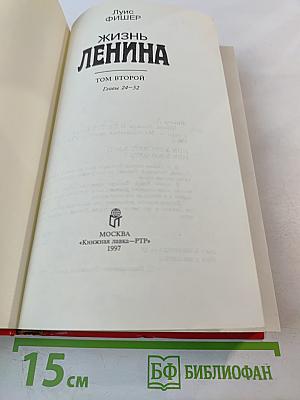 Луис
ФИШЕР
ЖИЗНЬ
ЛЕНИНА
ТОМ ВТОРОЙ
Главы 24—52
МОСКВА
«Книжная лавка—РТР»
1997
15 см
БФ БИБЛИОФАН